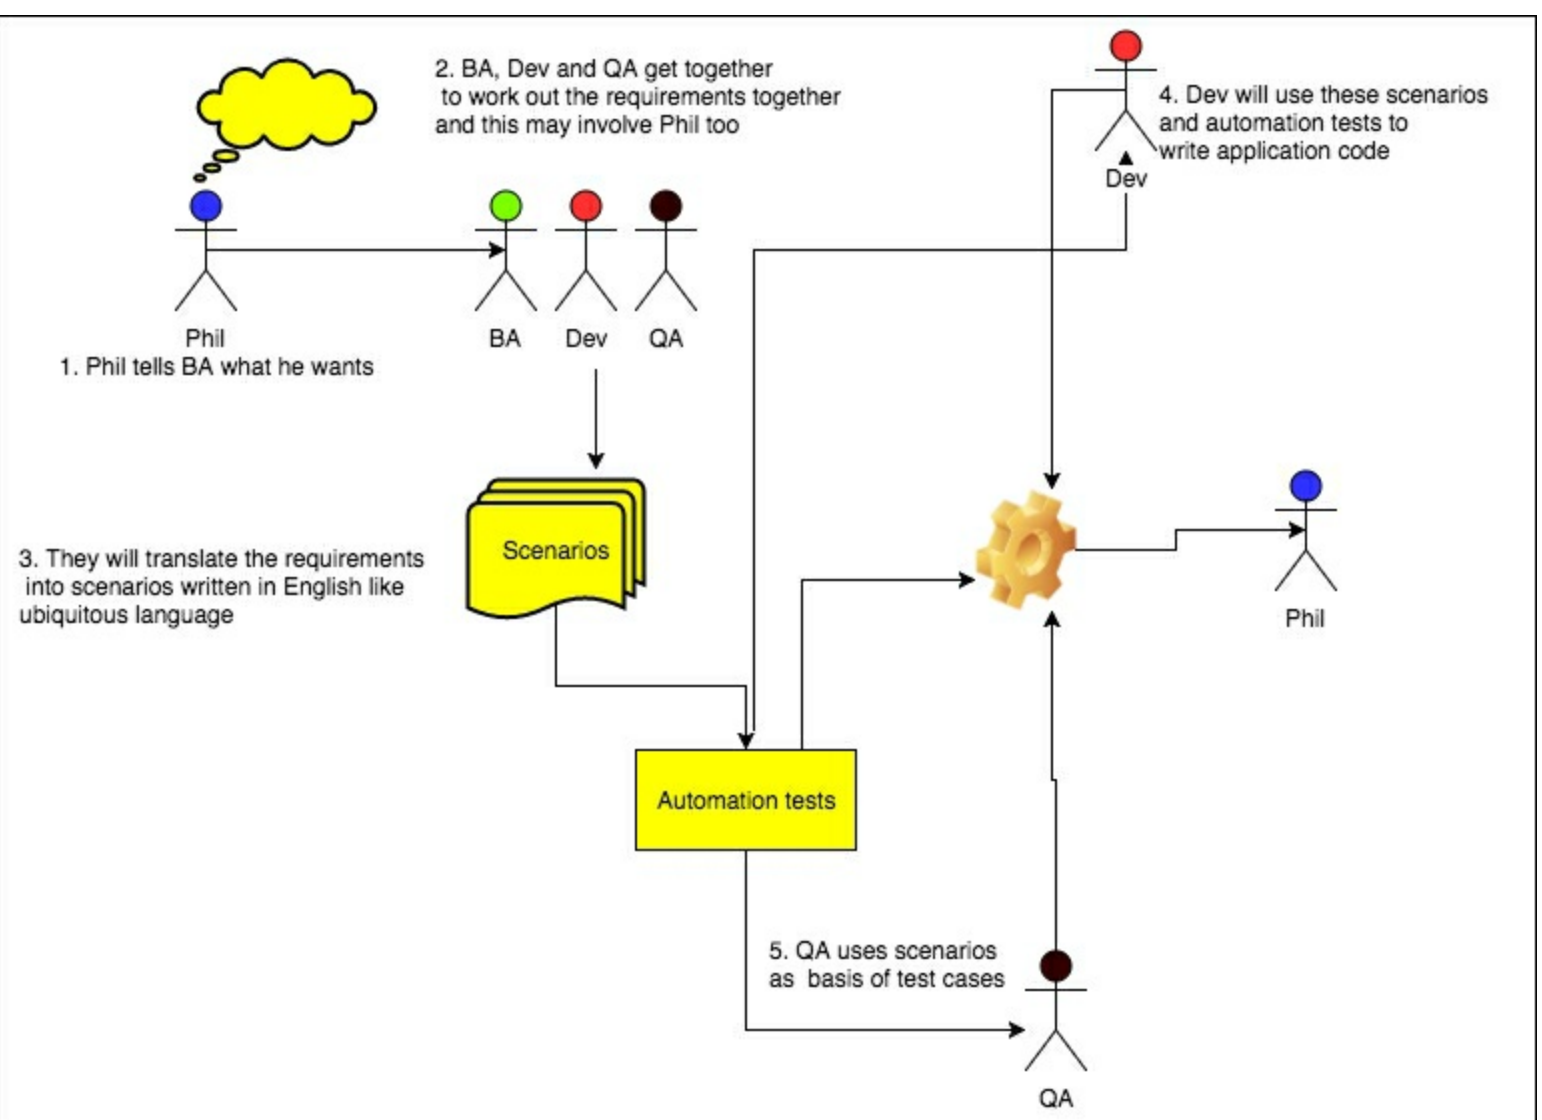 2. BA, Dev and QA get together
to work out the requirements together
and this may involve Phil too
4. Dev will use these scenarios
and automation tests to
write application code
Dev
Phil
BA
Dev
QA
1. Phil tells BA what he wants
Scenarios
3. They will translate the requirements
into scenarios written in English like
ubiquitous language
Phil
Automation tests
5. QA uses scenarios
as basis of test cases
QA